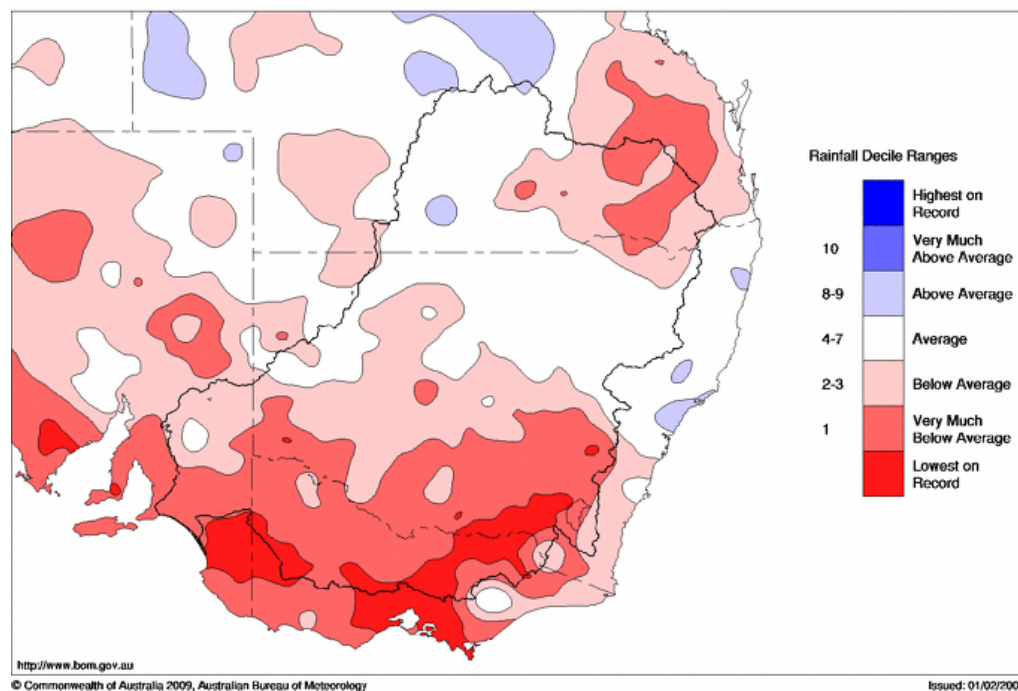 Rainfall Decile Ranges
Highest on
Record
10
Very Much
Above Average
8-9
Above Average
4-7
Average
2-3
Below Average
1
Very Much
Below Average
Lowest on
Record
http://www.bom.gov.au
© Commonwealth of Australia 2009, Australian Bureau of Meteorology
Issued: 01/02/200